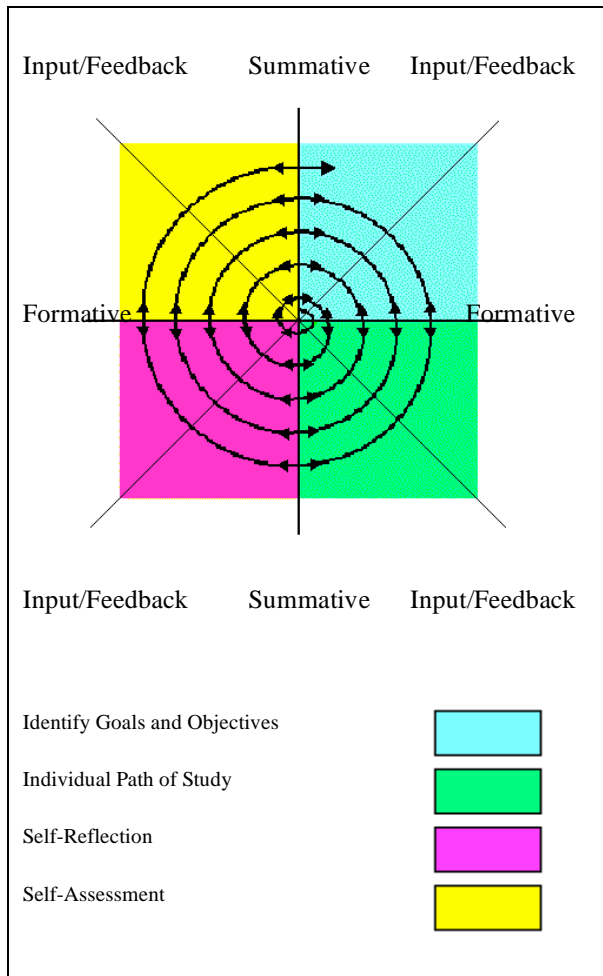 Input/Feedback Summative Input/Feedback
Formative Formative
Input/Feedback Summative Input/Feedback
Identify Goals and Objectives
Individual Path of Study
Self-Reflection
Self-Assessment